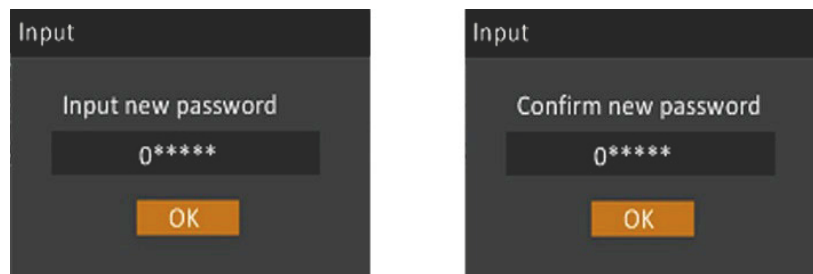 Input
Input new password
0*****
OK
Input
Confirm new password
0*****
OK